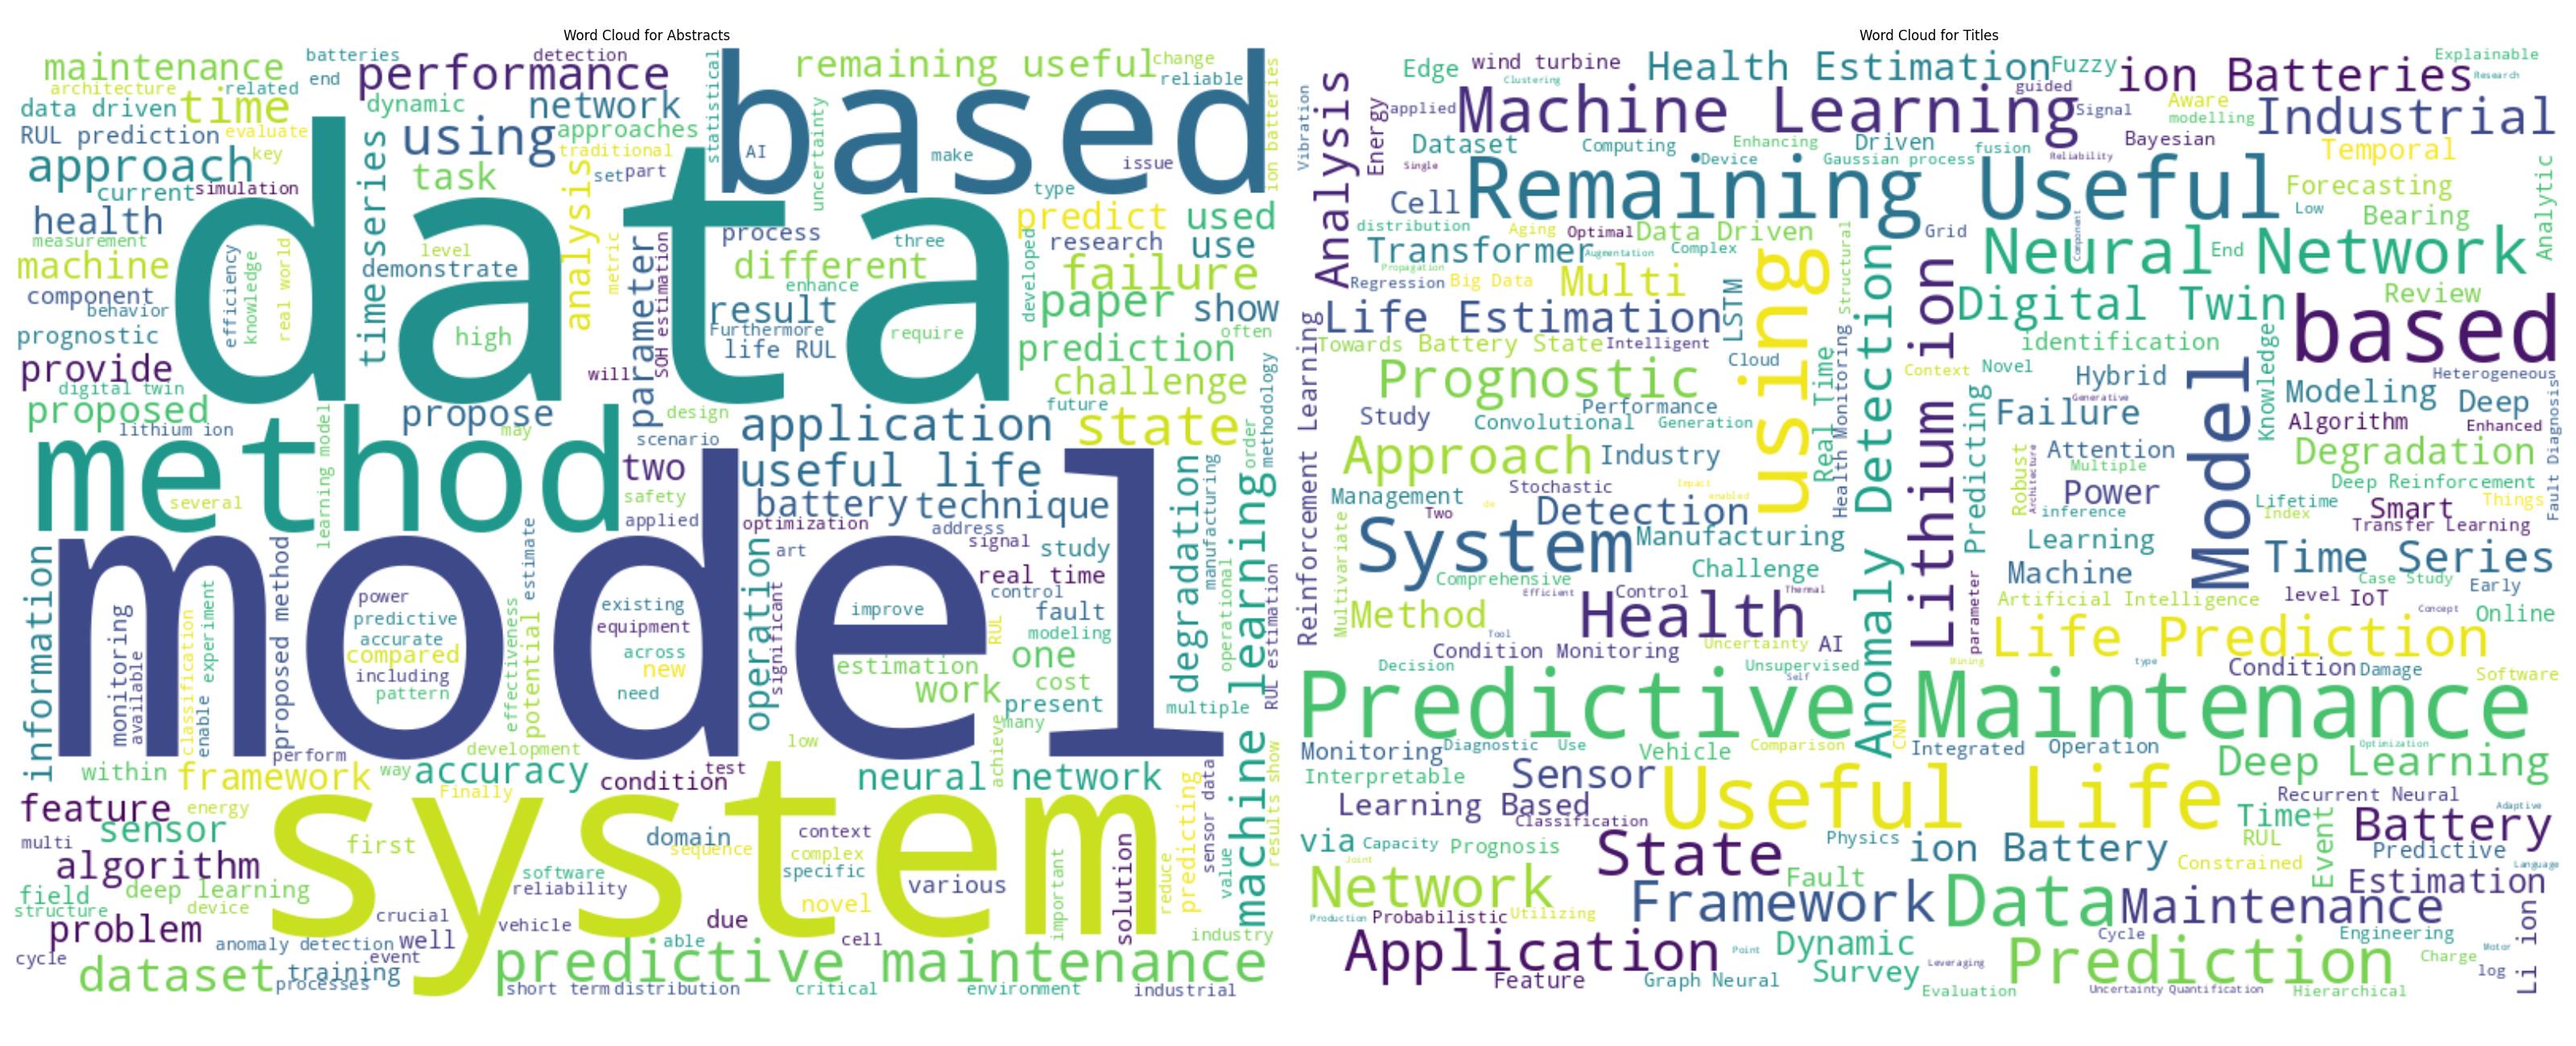 Word Cloud for Abstracts
batteries
detection
maintenance
end
performance
remaining useful
change
reliable
architecture
related
statistical
based
ion batteries
data driven
time
dynamic
network
RUL prediction
evaluate
using
approaches
uncertainty
AI
make
issue
approach
key
timeseries
traditional
task
analysis
set
part
type
current
simulation
data
predict
used
health
parameter
process
three
developed
research
use
measurement
level
metric
SOH estimation
machine
efficiency
knowledge
real world
demonstrate
different
enhance
failure
component
behavior
result
paper
show
prognostic
high
Furthermore
require
often
life RUL
prediction
provide
will
challenge
methodology
digital twin
proposed
propose
design
future
lithium ion
may
scenario
application
state
order
method
learning model
two
useful life
several
safety
battery
technique
degradation
manufacturing
machine learning
applied
optimization
address
signal
study
information
model
proposed method
estimate
operation
art
real time
control
operational
RUL estimation
power
existing
significant
improve
fault
monitoring
available
classification
enable
experiment
predictive
equipment
RUL
modeling
accurate
effectiveness
potential
across
compared
new
estimation
one
including
work
cost
pattern
need
present
multiple
achieve
many
perform
development
low
within
framework
way
accuracy
condition
test
neural network
predicting
sensor data
results show
feature
energy
Finally
system
sensor
domain
context
multi
first
sequence
complex
important
solution
reduce
value
algorithm
software
specific
field
deep learning
reliability
various
structure
device
novel
crucial
vehicle
due
problem
anomaly detection
well
able
cell
industry
cycle
event
dataset
training
predictive maintenance
processes
short term
distribution
critical
environment
industrial
Word Cloud for Titles
Explainable
Edge
wind turbine
Health Estimation
Fuzzy
ion Batteries
Research
Clustering
Analysis
Vibration
Energy
applied
Machine Learning
guided
Signal
Aware
modelling
Industrial
Dataset
Computing
Enhancing
Driven
Bayesian
Single
Device
Gaussian process
fusion
Reliability
Temporal
Cell
Remaining Useful
Forecasting
Analytic
distribution
Aging
Optimal
Data Driven
Structural
Low
Bearing
Transformer
Augmentation
Complex
using
Grid
Component
Neural Network
End
Propagation
Regression
Big Data
Multi
LSTM
Anomaly Detection
Lithium ion
Digital Twin
Review
based
Reinforcement Learning
Life Estimation
Towards
Battery State
Intelligent
Cloud
Real Time
Health Monitoring
identification
Knowledge
Context
Novel
Hybrid
Model
Heterogeneous
Prognostic
Performance
Predicting
Generative
Modeling
Deep
Study
Convolutional
Generation
Failure
Algorithm
Enhanced
Fault Diagnosis
Approach
Industry
Robust
Architecture
Attention
Multiple
Degradation
Management
Stochastic
Impact
enabled
Power
Deep Reinforcement
Two
de
inference
Lifetime
Smart
Things
Index
Transfer Learning
Multivariate
System
Detection
Manufacturing
Learning
Time Series
Comprehensive
Challenge
Machine
Case Study
Early
Efficient
Control
Thermal
parameter
Artificial Intelligence
level
IoT
Concept
Online
Method
Health
Tool
Life Prediction
Condition Monitoring
Uncertainty
AI
Decision
Unsupervised
Mining
type
Condition
Damage
Software
Self
Predictive
Maintenance
CNN
Monitoring
Diagnostic
Use
Vehicle
Comparison
Integrated
Operation
Optimization
Interpretable
Sensor
Deep Learning
Learning Based
Useful Life
Recurrent Neural
Adaptive
Classification
Time
Event
Battery
via
Capacity
Prognosis
State
Physics
ion Battery
RUL
Predictive
Joint
Constrained
Language
Network
Fault
Estimation
Production
Probabilistic
Utilizing
Framework
Data
Maintenance
Li ion
Application
Point
Dynamic
Cycle
Engineering
Motor
Feature
Graph Neural
Survey
Leveraging
Prediction
Charge
log
Evaluation
Uncertainty Quantification
Hierarchical